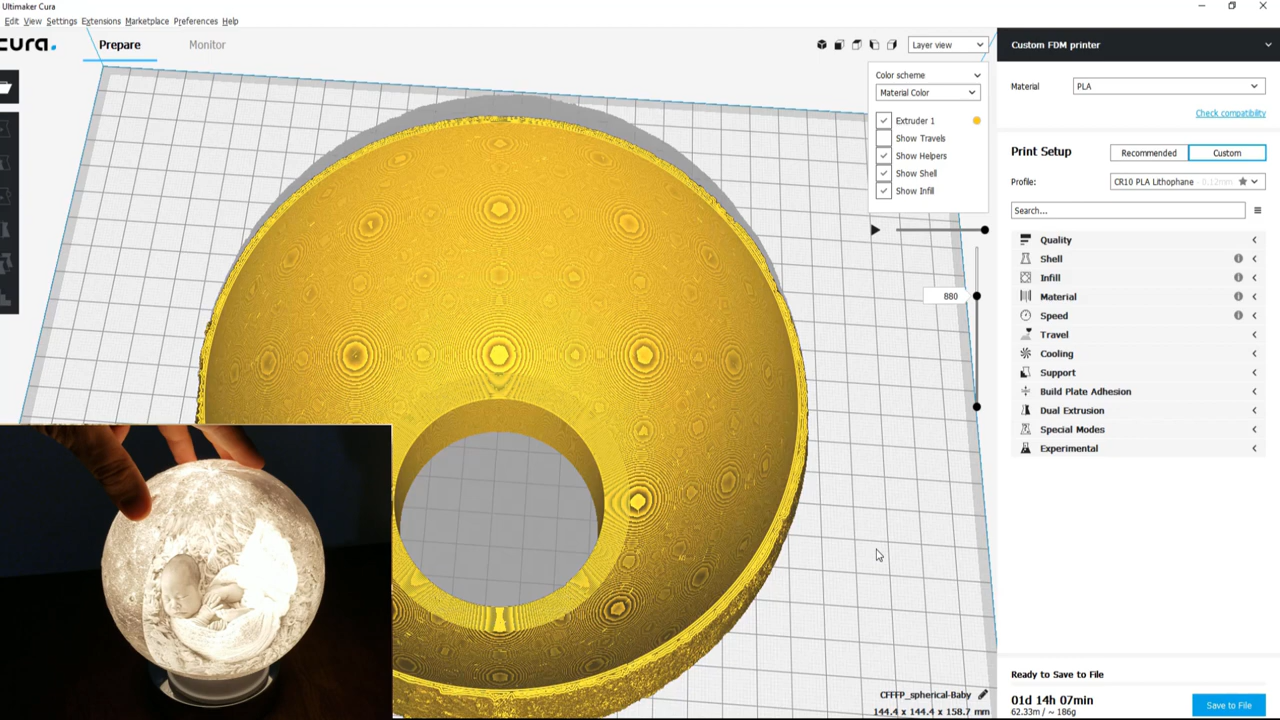 Ultimaker Cura
Edit View Settings Extensions Marketplace Preferences Help
cura.
Prepare
Monitor
Layer view
Color scheme
Material Color
Extruder 1
Show Travels
Show Helpers
Show Shell
Show Infill
880
Custom FDM printer
Material
PLA
Check compatibility
Print Setup
Recommended
Custom
Profile:
CR10 PLA Lithophane - 0.12mm
Search...
Quality
Shell
Infill
Material
Speed
Travel
Cooling
Support
Build Plate Adhesion
Dual Extrusion
Special Modes
Experimental
CFFFP_spherical-Baby
144.4 x 144.4 x 158.7 mm
Ready to Save to File
01d 14h 07min
62.33m / ~ 186g
Save to File